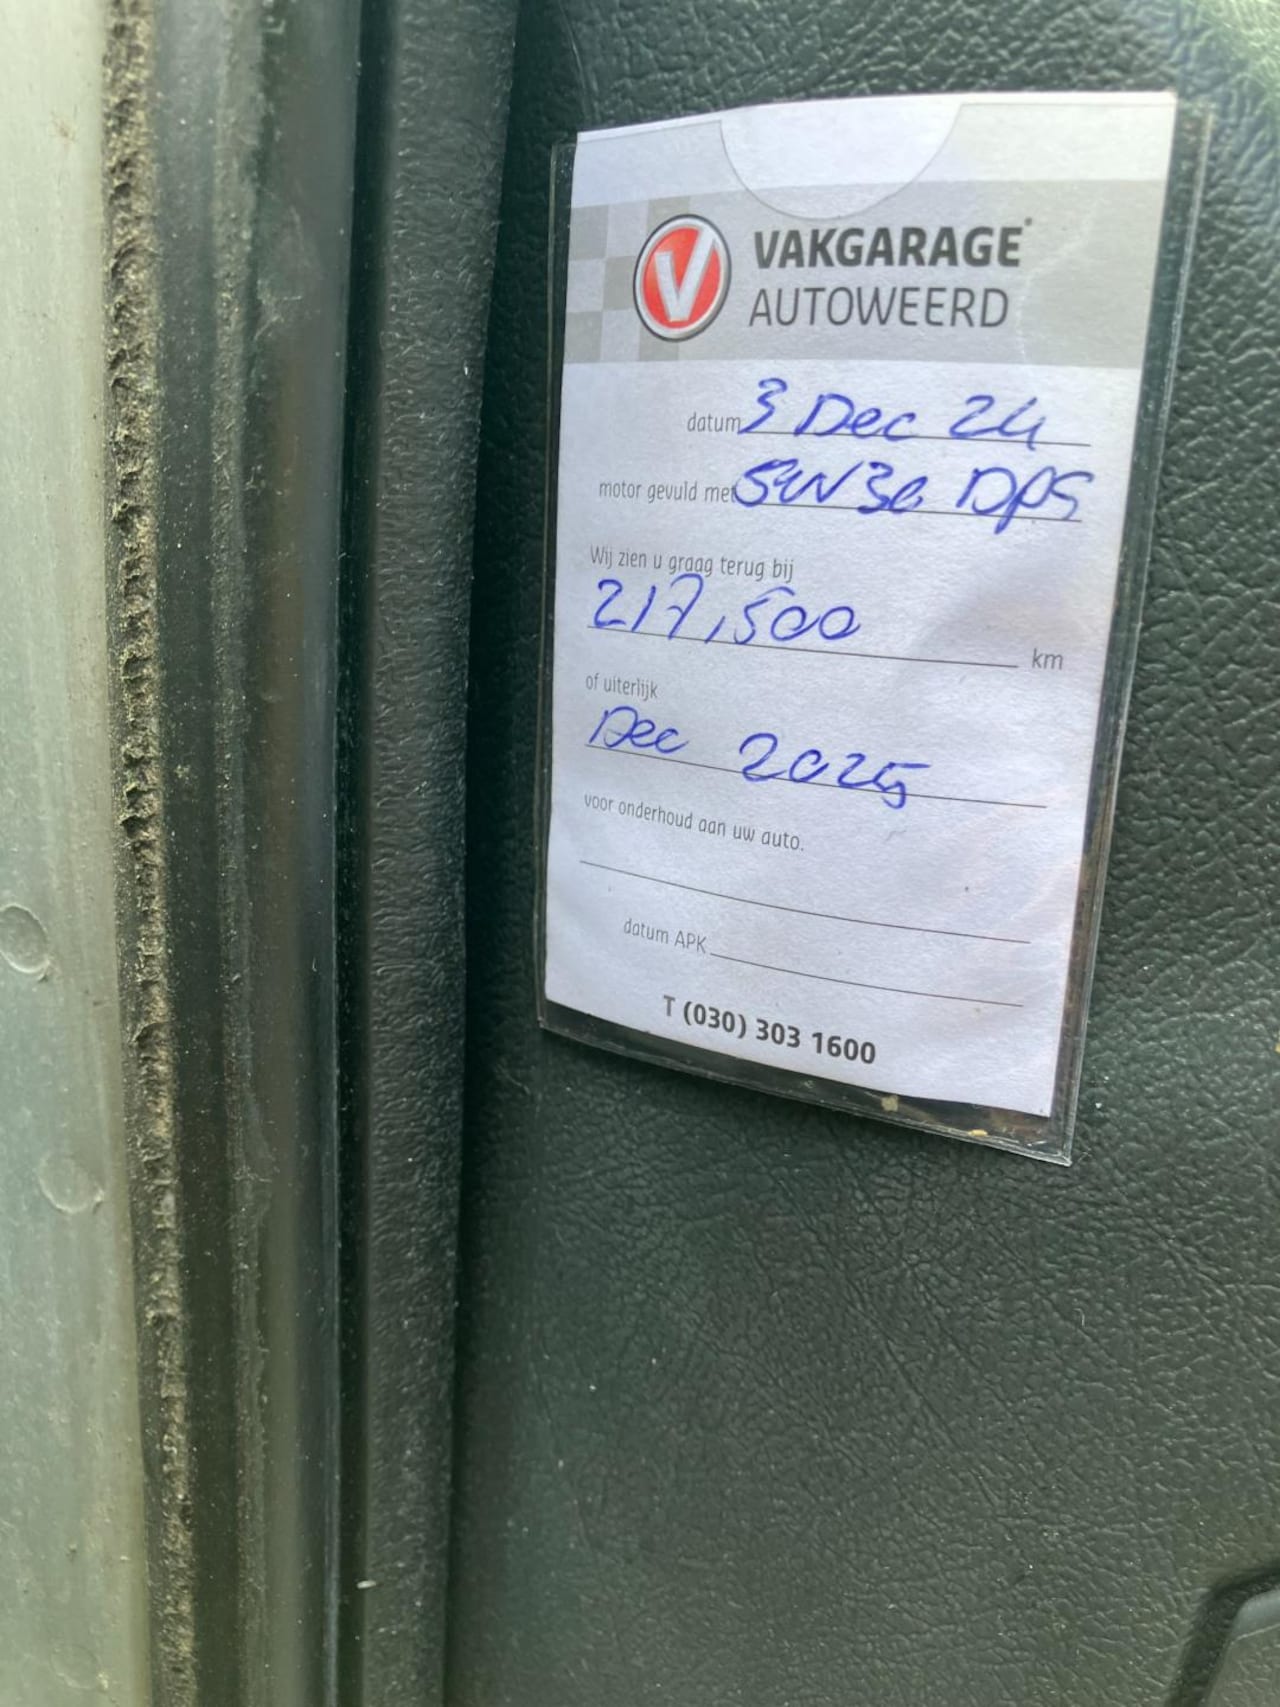 VAKGARAGE
AUTOWEERD
datum 3 Dec 24
motor gevuld met 5W30 DPS
Wij zien u graag terug bij
217,500 km
of uiterlijk
Dec 2025
voor onderhoud aan uw auto.
datum APK
T (030) 303 1600